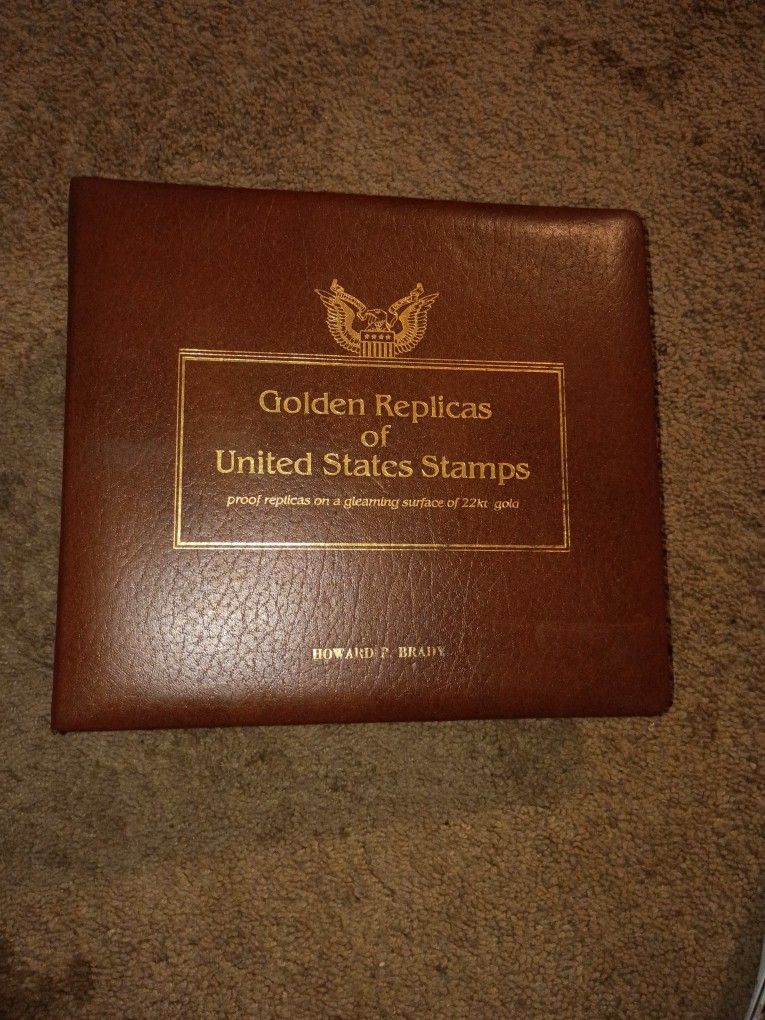 Golden Replicas
of
United States Stamps
proof replicas on a gleaming surface of 22kt gold
HOWARD P. BRADY